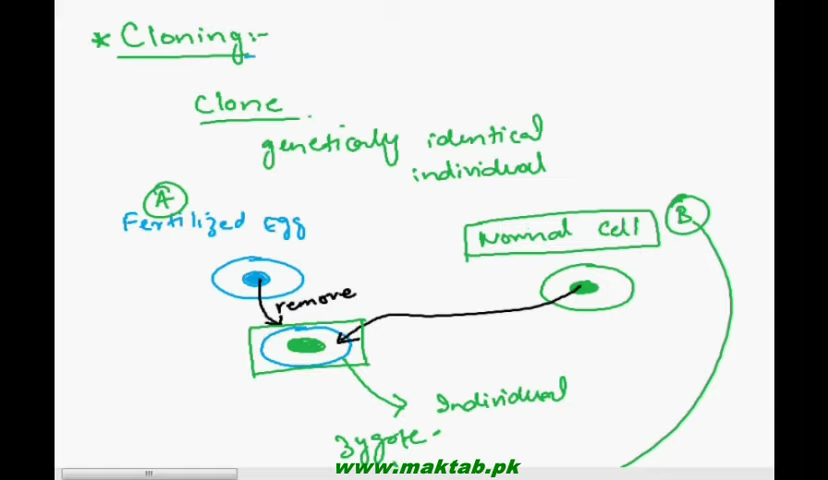 * Cloning:-
Clone
genetically identical
individual
A
Fertilized Egg
Normal Cell
B
remove
Individual
Zygote
www.maktab.pk